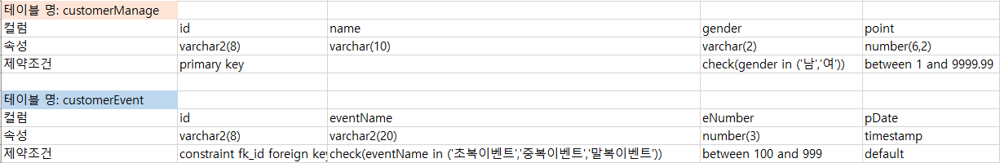 테이블 명: customerManage
컬럼 id name gender point
속성 varchar2(8) varchar(10) varchar(2) number(6,2)
제약조건 primary key check(gender in ('남','여')) between 1 and 9999.99
테이블 명: customerEvent
컬럼 id eventName eNumber pDate
속성 varchar2(8) varchar2(20) number(3) timestamp
제약조건 constraint fk_id foreign key check(eventName in ('초복이벤트','중복이벤트','말복이벤트')) between 100 and 999 default